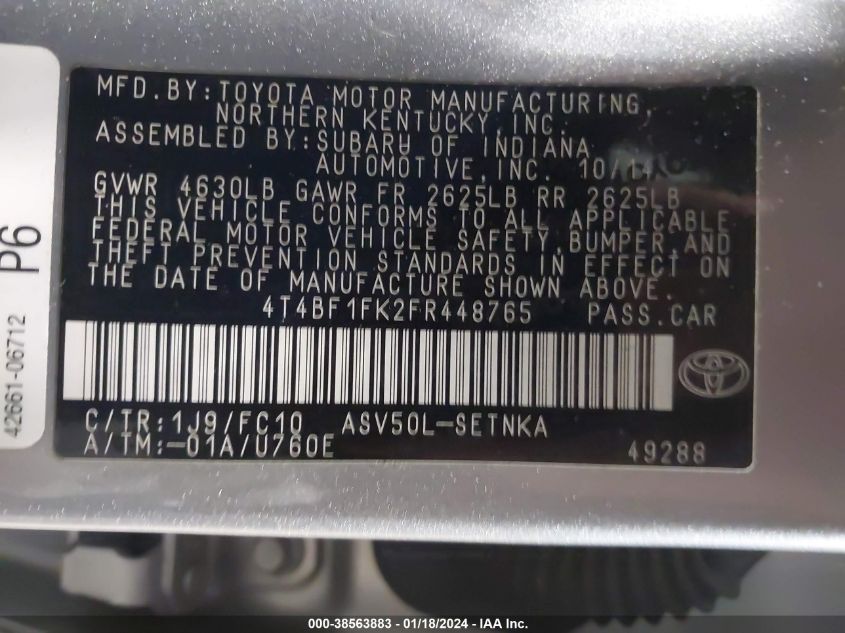 MFD.BY:TOYOTA MOTOR MANUFACTURING,
NORTHERN KENTUCKY,INC.
ASSEMBLED BY:SUBARU OF INDIANA
AUTOMOTIVE,INC. 10/14
GVWR 4630LB GAWR FR 2625LB RR 2625LB
THIS VEHICLE CONFORMS TO ALL APPLICABLE
FEDERAL MOTOR VEHICLE SAFETY,BUMPER,AND
THEFT PREVENTION STANDARDS IN EFFECT ON
THE DATE OF MANUFACTURE SHOWN ABOVE.
4T4BF1FK2FR448765 PASS.CAR
C/TR:1J9/FC10 ASV50L-SETNKA
A/TM:-01A/U760E 49288
42661-06712 P6
000-38563883 - 01/18/2024 - IAA Inc.